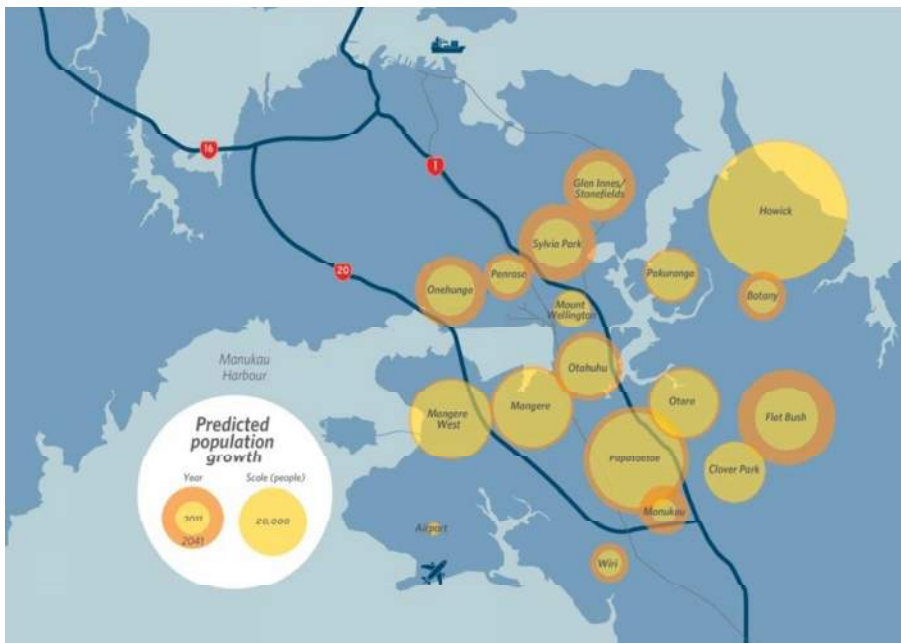 16
1
20
Glen Innes/
Stonefields
Howick
Sylvia Park
Penrose
Pakuranga
Onehunga
Botany
Mount
Wellington
Manukau
Harbour
Otahuhu
Mangere
Otara
Mangere
West
Flat Bush
Predicted
population
growth
Papatoetoe
Clover Park
Year
Scale (people)
20,000
2041
Manukau
Airport
Wiri